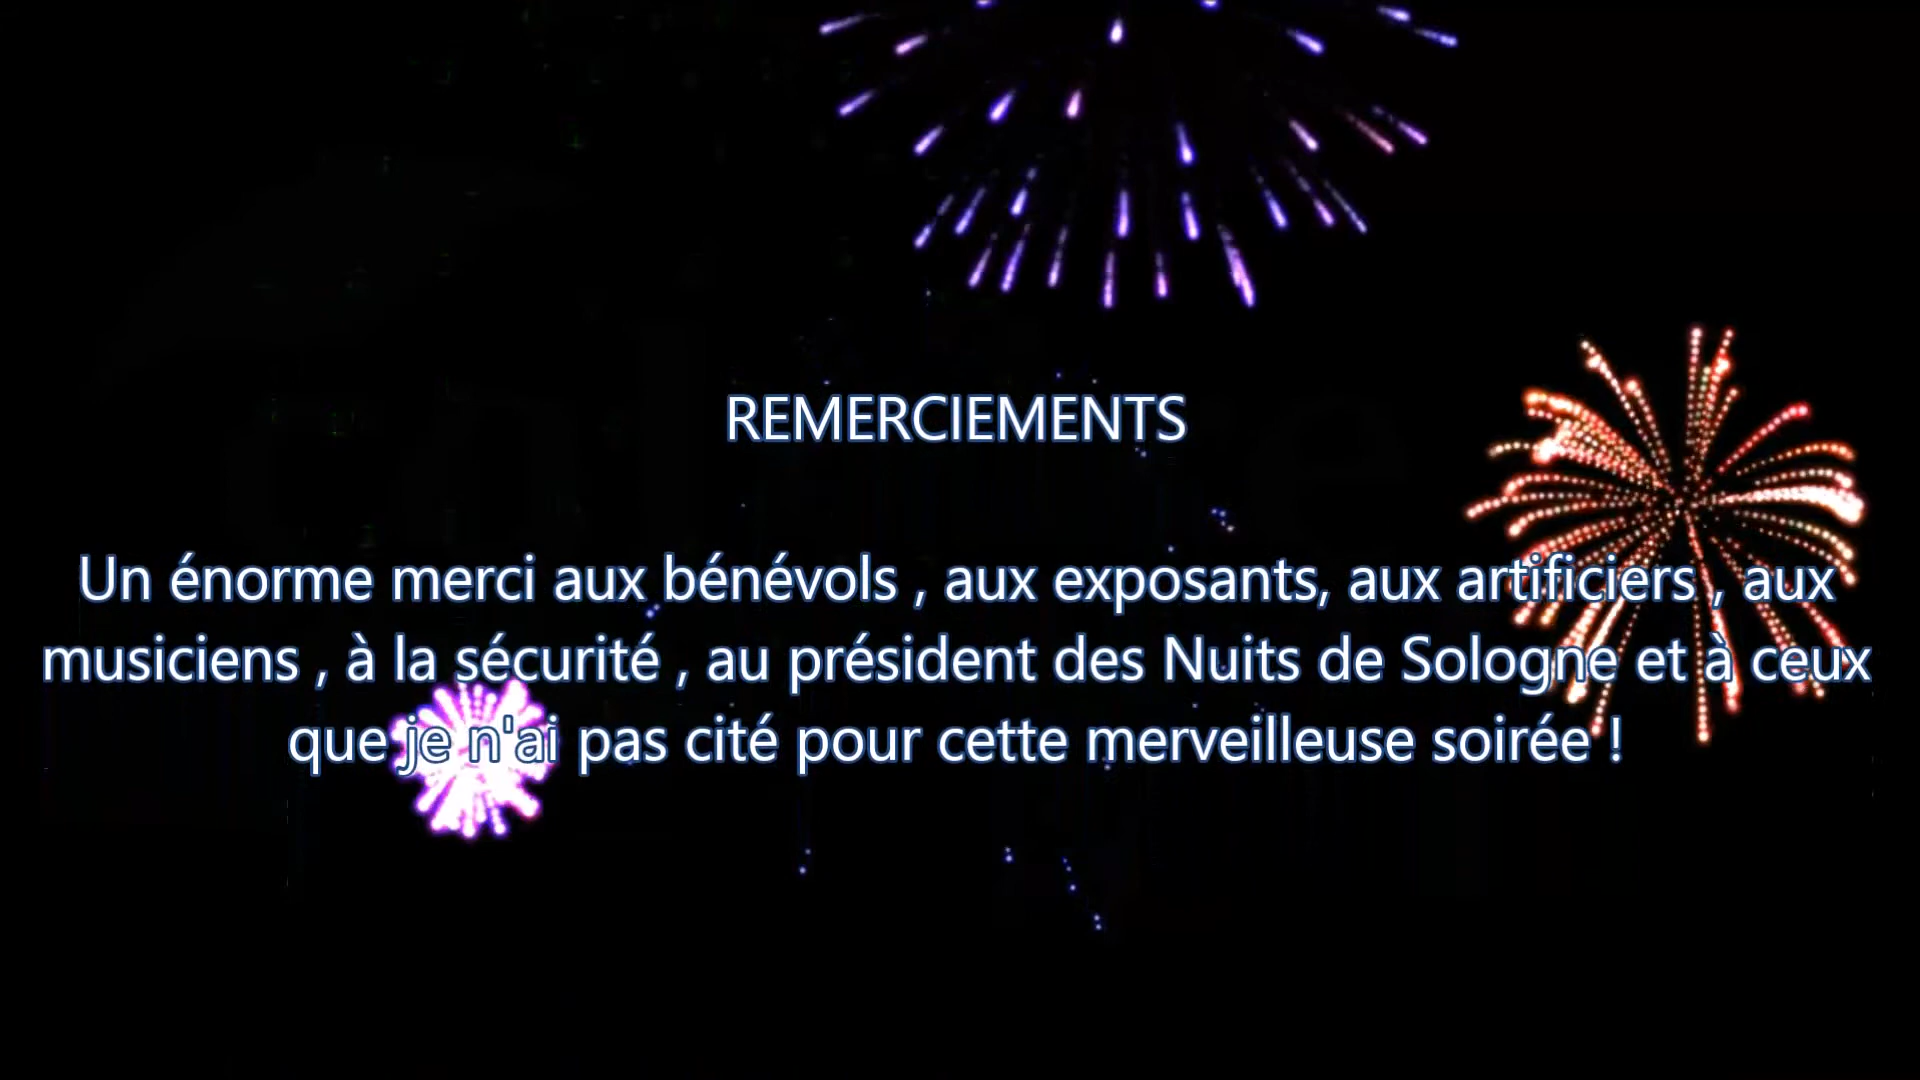 REMERCIEMENTS
Un énorme merci aux bénévols , aux exposants, aux artificiers , aux
musiciens , à la sécurité , au président des Nuits de Sologne et à ceux
que je n'ai pas cité pour cette merveilleuse soirée !